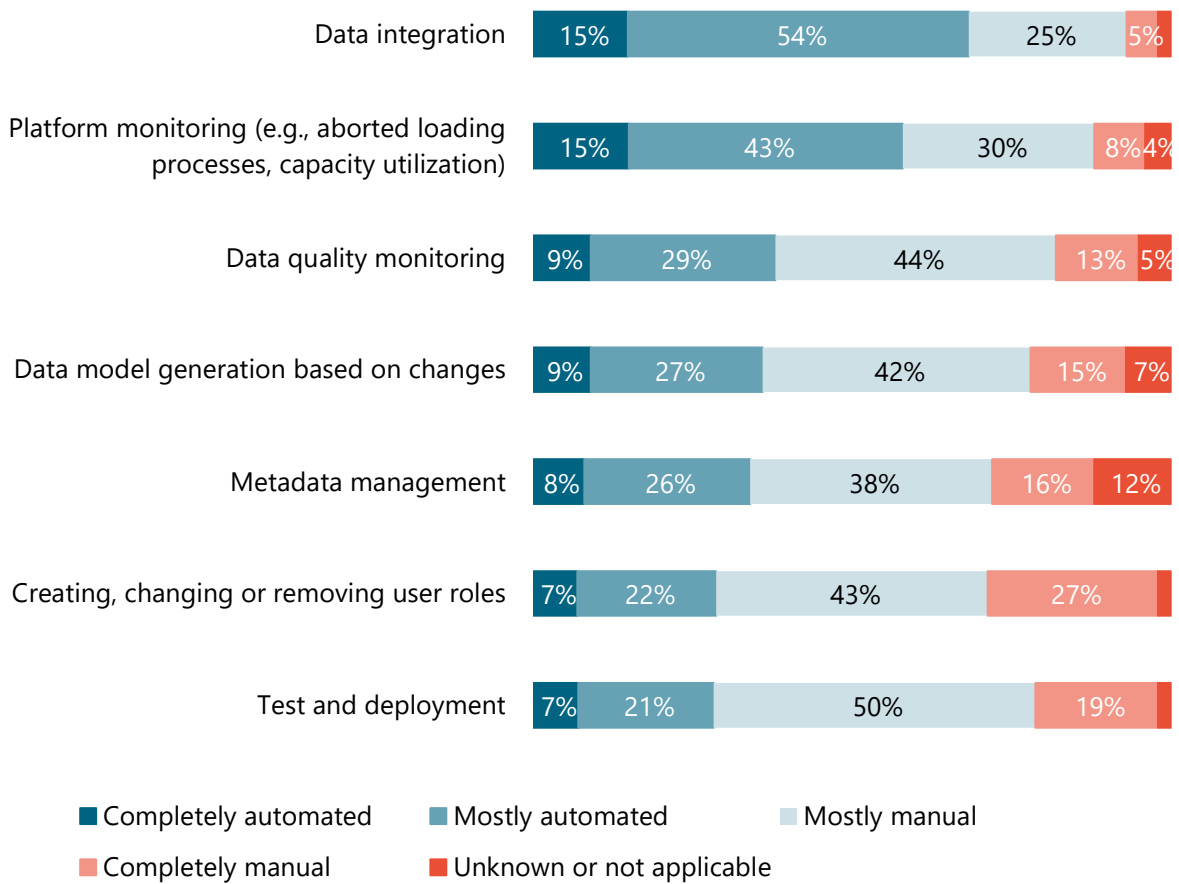 Data integration
15% 54% 25% 5%
Platform monitoring (e.g., aborted loading
processes, capacity utilization)
15% 43% 30% 8% 4%
Data quality monitoring
9% 29% 44% 13% 5%
Data model generation based on changes
9% 27% 42% 15% 7%
Metadata management
8% 26% 38% 16% 12%
Creating, changing or removing user roles
7% 22% 43% 27%
Test and deployment
7% 21% 50% 19%
Completely automated
Mostly automated
Mostly manual
Completely manual
Unknown or not applicable